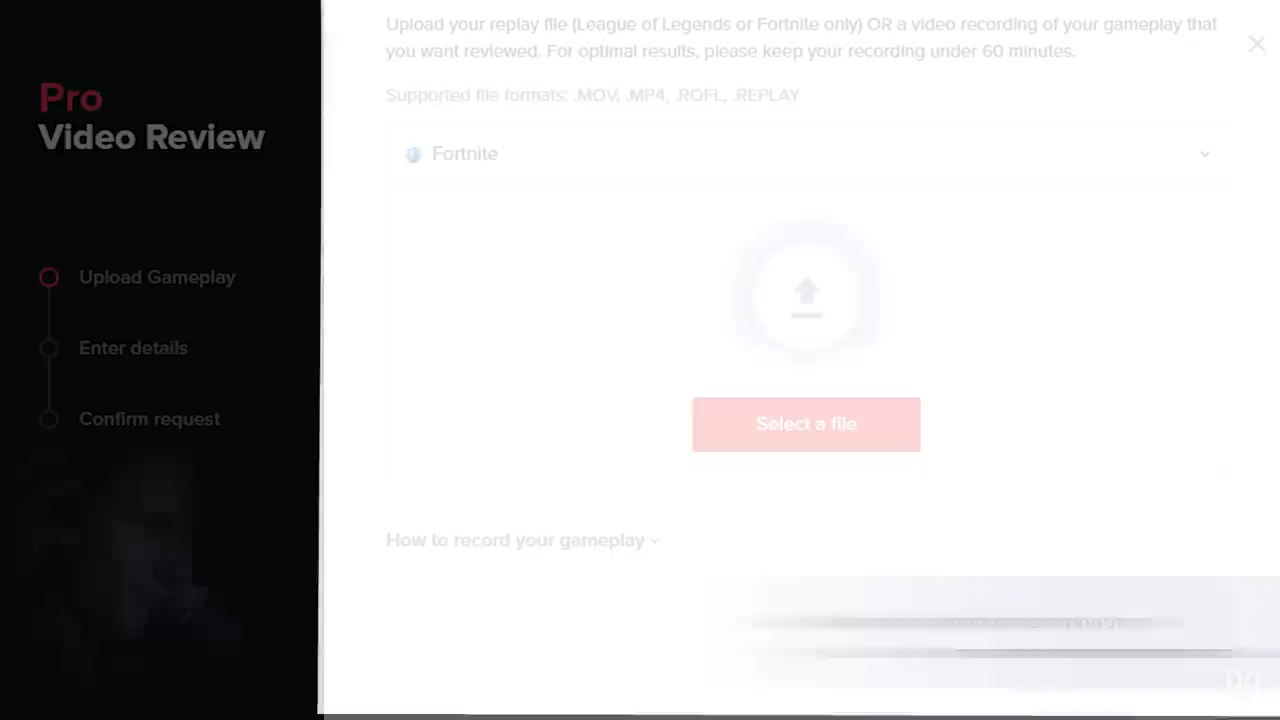 Pro
Video Review
Upload Gameplay
Enter details
Confirm request
Upload your replay file (League of Legends or Fortnite only) OR a video recording of your gameplay that
you want reviewed. For optimal results, please keep your recording under 60 minutes.
Supported file formats: .MOV, .MP4, .ROFL, .REPLAY
Fortnite
Select a file
How to record your gameplay